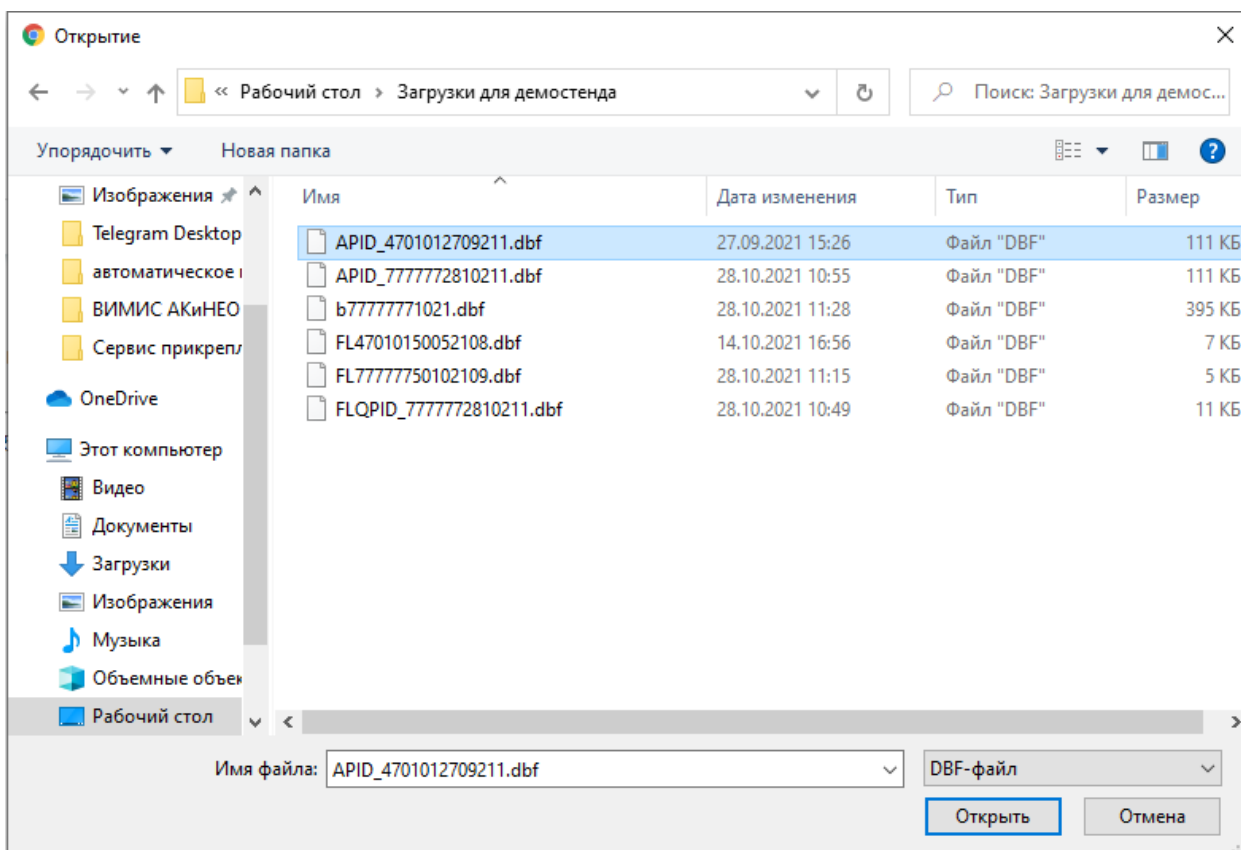 Открытие
« Рабочий стол › Загрузки для демостенда
Поиск: Загрузки для демос...
Упорядочить
Новая папка
?
Имя
Дата изменения
Тип
Размер
Изображения
Telegram Desktop
автоматическое
ВИМИС АКиНЕО
Сервис прикрепл
OneDrive
Этот компьютер
Видео
Документы
Загрузки
Изображения
Музыка
Объемные объек
Рабочий стол
APID_4701012709211.dbf 27.09.2021 15:26 Файл "DBF" 111 КБ
APID_7777772810211.dbf 28.10.2021 10:55 Файл "DBF" 111 КБ
b77777771021.dbf 28.10.2021 11:28 Файл "DBF" 395 КБ
FL47010150052108.dbf 14.10.2021 16:56 Файл "DBF" 7 КБ
FL77777750102109.dbf 28.10.2021 11:15 Файл "DBF" 5 КБ
FLQPID_7777772810211.dbf 28.10.2021 10:49 Файл "DBF" 11 КБ
Имя файла: APID_4701012709211.dbf
DBF-файл
Открыть
Отмена